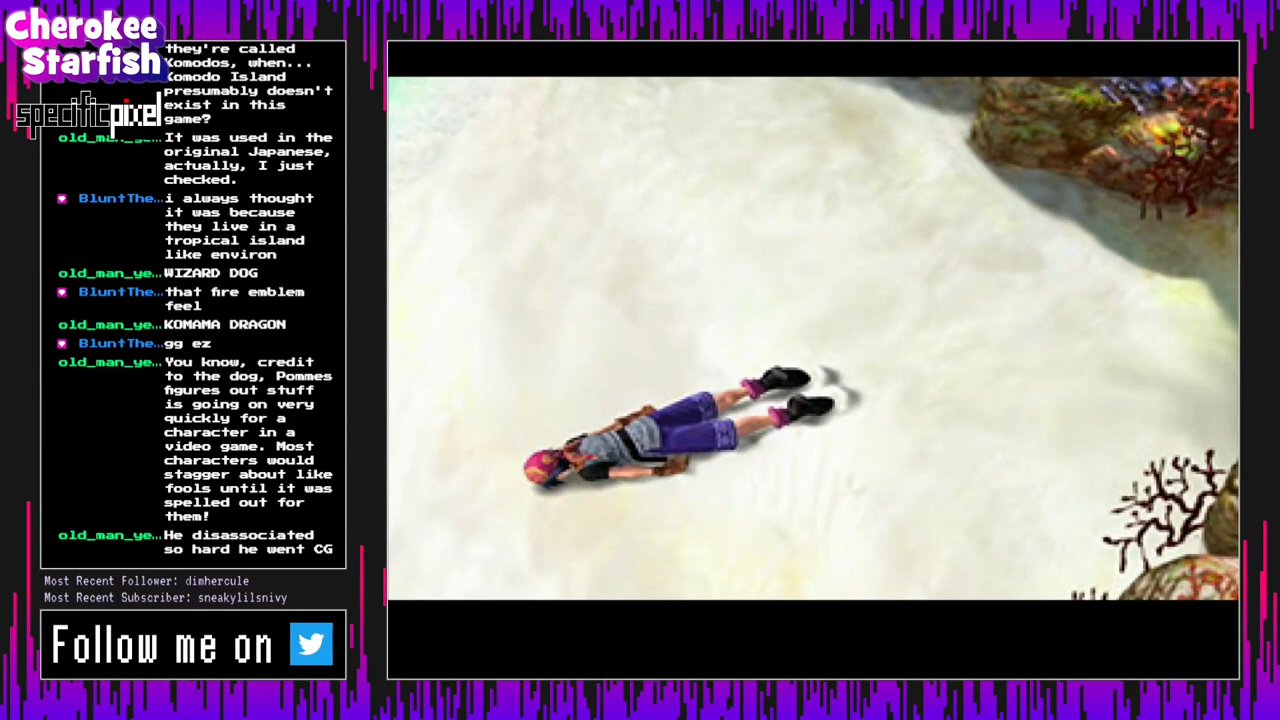 Cherokee
Starfish
specificpixel
they're called
Komodos, when...
Komodo Island
presumably doesn't
exist in this
game?
old_ma_ye… It was used in the
original Japanese,
actually, I just
checked.
BluntThe… i always thought
it was because
they live in a
tropical island
like environ
old_man_ye… WIZARD DOG
BluntThe… that fire emblem
feel
old_man_ye… KOMAMA DRAGON
BluntThe… gg ez
old_man_ye… You know, credit
to the dog, Pommes
figures out stuff
is going on very
quickly for a
character in a
video game. Most
characters would
stagger about like
fools until it was
spelled out for
them!
old_man_ye… He disassociated
so hard he went CG
Most Recent Follower: dimhercule
Most Recent Subscriber: sneakylilsnivy
Follow me on